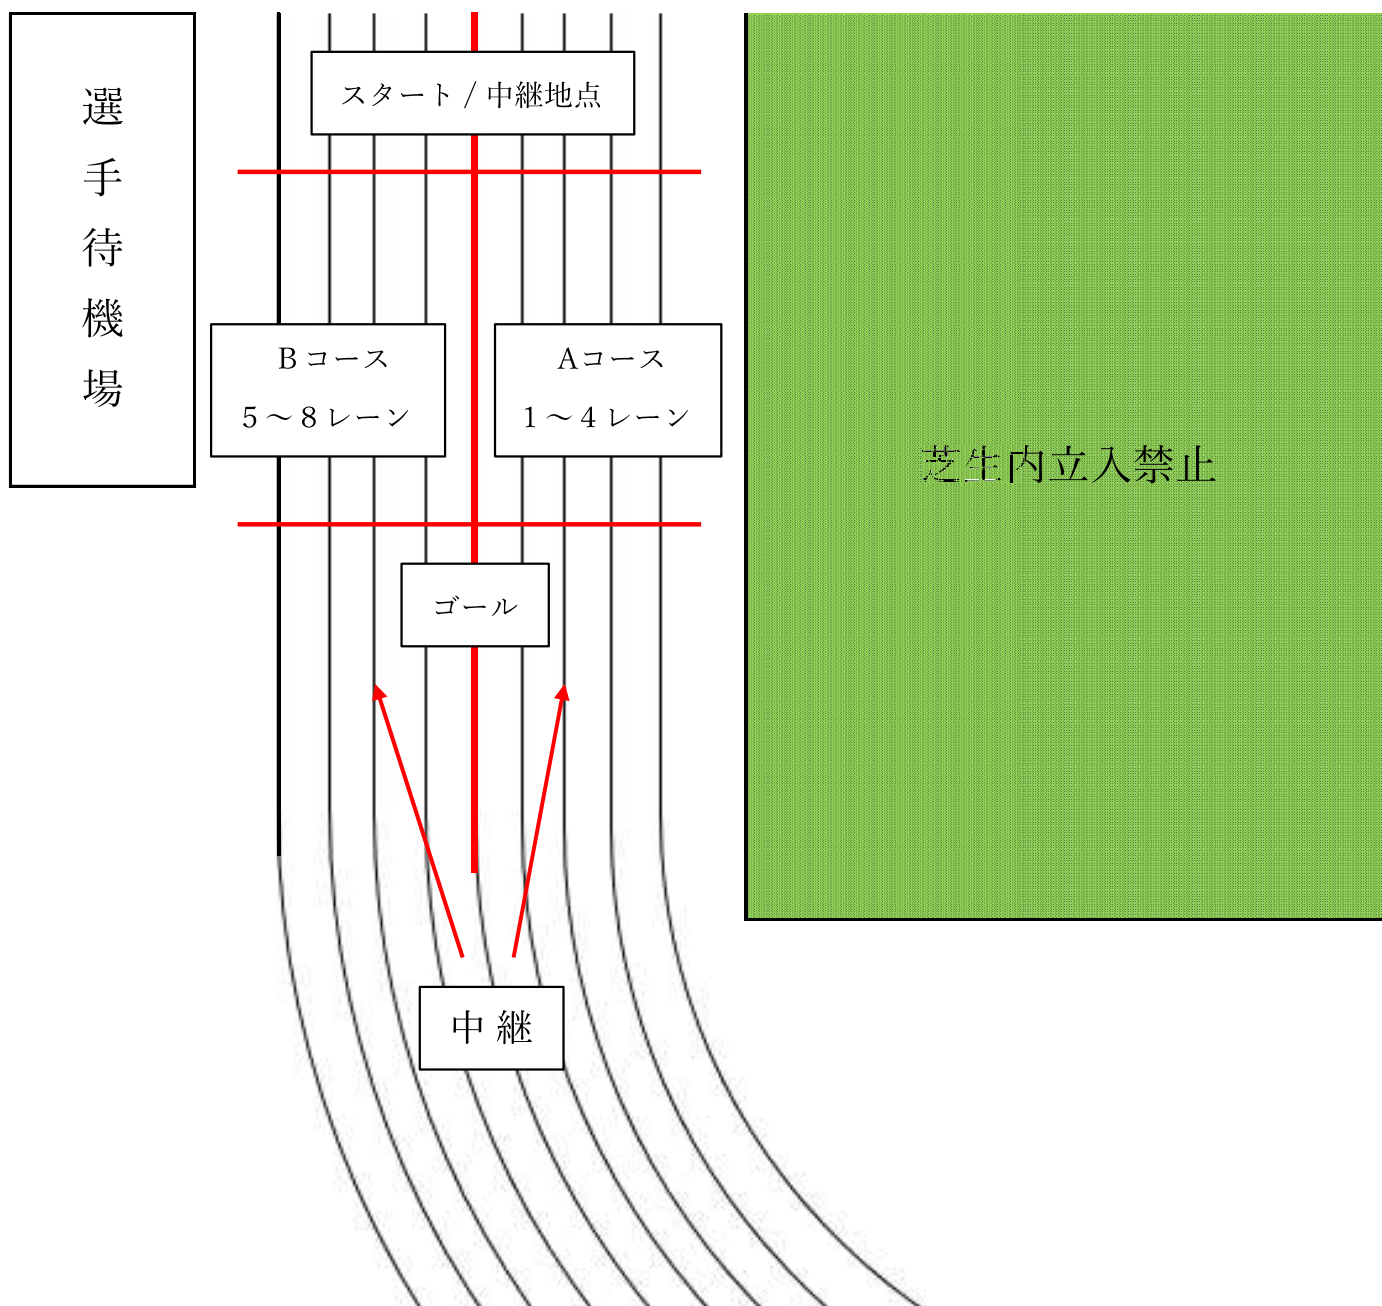 選手待機場
スタート / 中継地点
Bコース
5～8レーン
Aコース
1～4レーン
芝生内立入禁止
ゴール
中継